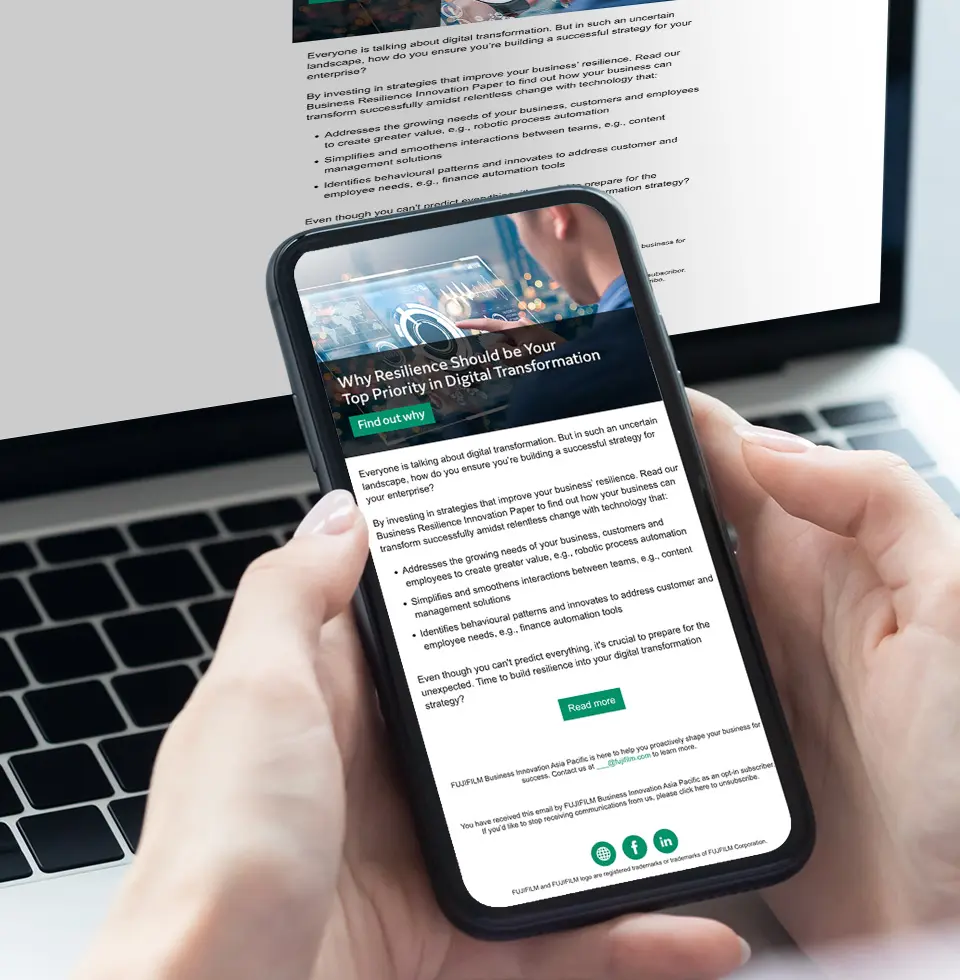 Everyone is talking about digital transformation. But in such an uncertain
landscape, how do you ensure you're building a successful strategy for your
enterprise?
By investing in strategies that improve your business' resilience. Read our
Business Resilience Innovation Paper to find out how your business can
transform successfully amidst relentless change with technology that:
• Addresses the growing needs of your business, customers and employees
to create greater value, e.g., robotic process automation
• Simplifies and smoothens interactions between teams, e.g., content
management solutions
• Identifies behavioural patterns and innovates to address customer and
employee needs, e.g., finance automation tools
Even though you can't predict everything prepare for the
strategy?
business for
subscriber.
Why Resilience Should be Your
Top Priority in Digital Transformation
Find out why
Everyone is talking about digital transformation. But in such an uncertain
landscape, how do you ensure you're building a successful strategy for
your enterprise?
By investing in strategies that improve your business' resilience. Read our
Business Resilience Innovation Paper to find out how your business can
transform successfully amidst relentless change with technology that:
• Addresses the growing needs of your business, customers and
employees to create greater value, e.g., robotic process automation
• Simplifies and smoothens interactions between teams, e.g., content
management solutions
• Identifies behavioural patterns and innovates to address customer and
employee needs, e.g., finance automation tools
Even though you can't predict everything, it's crucial to prepare for the
unexpected. Time to build resilience into your digital transformation
strategy?
Read more
FUJIFILM Business Innovation Asia Pacific is here to help you proactively shape your business for
success. Contact us at ___@fujifilm.com to learn more.
You have received this email by FUJIFILM Business Innovation Asia Pacific as an opt-in subscriber
If you'd like to stop receiving communications from us, please click here to unsubscribe.
f in
FUJIFILM and FUJIFILM logo are registered trademarks or trademarks of FUJIFILM Corporation.